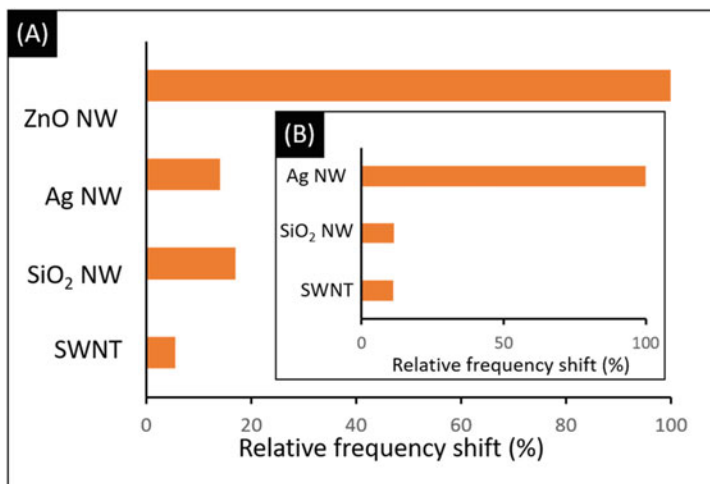 (A)
ZnO NW
Ag NW
SiO₂ NW
SWNT
0 20 40 60 80 100
Relative frequency shift (%)
(B)
Ag NW
SiO₂ NW
SWNT
0 50 100
Relative frequency shift (%)